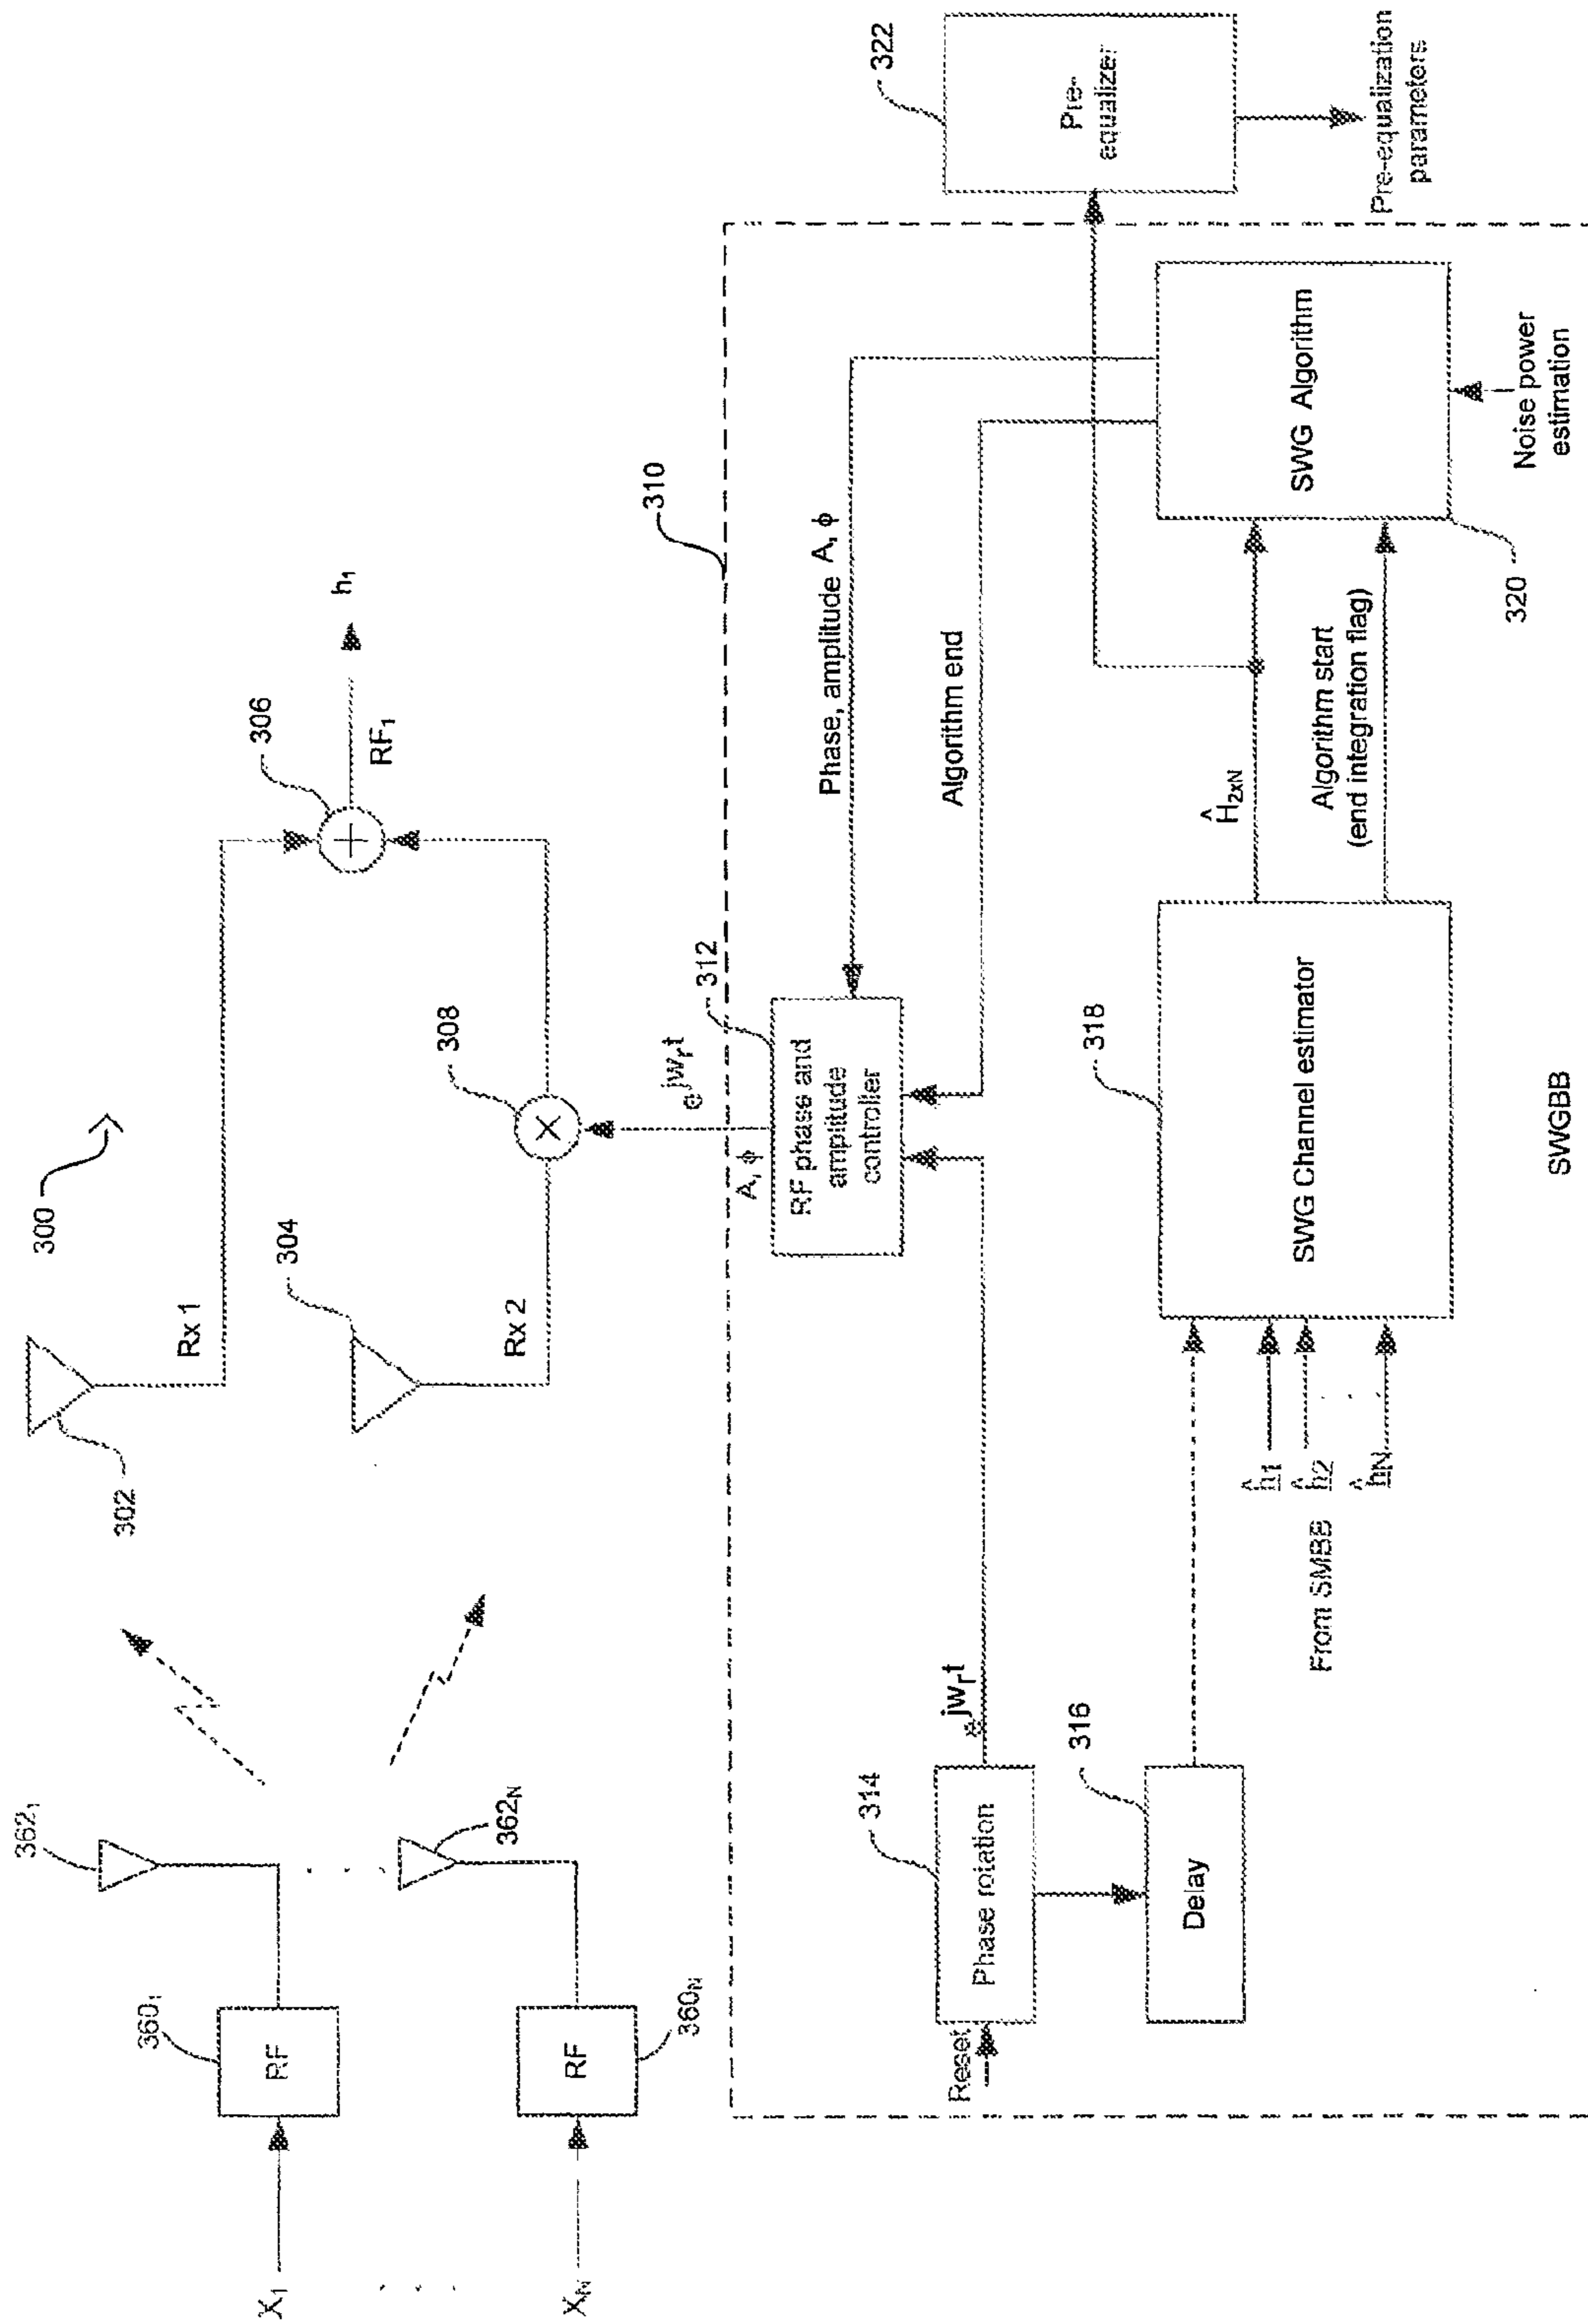 300
362₁
360₁
RF
X₁
. . .
362N
360N
RF
XN
302
Rx 1
304
Rx 2
306
RF₁
h₁
308
A, ϕ
e^jwrt
310
312
RF phase and
amplitude
controller
Phase, amplitude A, ϕ
Algorithm end
314
Reset
Phase rotation
e^jwrt
316
Delay
318
SWG Channel estimator
ĥ1
ĥ2
. . .
ĥN
From SMBB
Ĥ2xN
Algorithm start
(end integration flag)
320
SWG Algorithm
Noise power
estimation
322
Pre-
equalizer
Pre-equalization
parameters
SWGBB